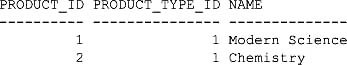 PRODUCT_ID PRODUCT_TYPE_ID NAME
---------- --------------- --------------
1 1 Modern Science
2 1 Chemistry